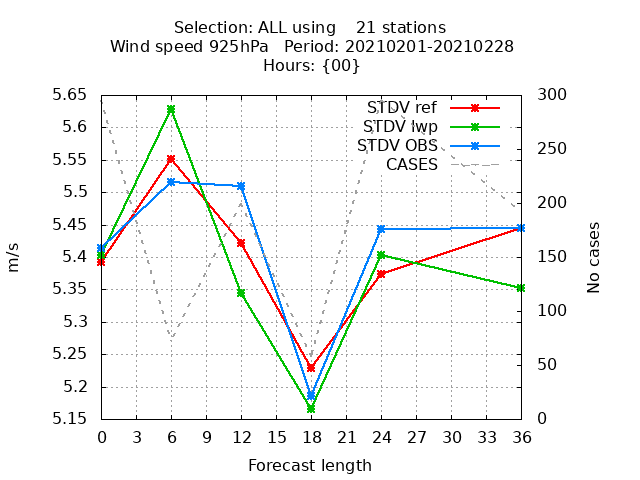 Selection: ALL using    21 stations
Wind speed 925hPa   Period: 20210201-20210228
Hours: {00}
STDV ref
STDV lwp
STDV OBS
CASES
5.65
5.6
5.55
5.5
5.45
5.4
5.35
5.3
5.25
5.2
5.15
m/s
300
250
200
150
100
50
0
No cases
0 3 6 9 12 15 18 21 24 27 30 33 36
Forecast length